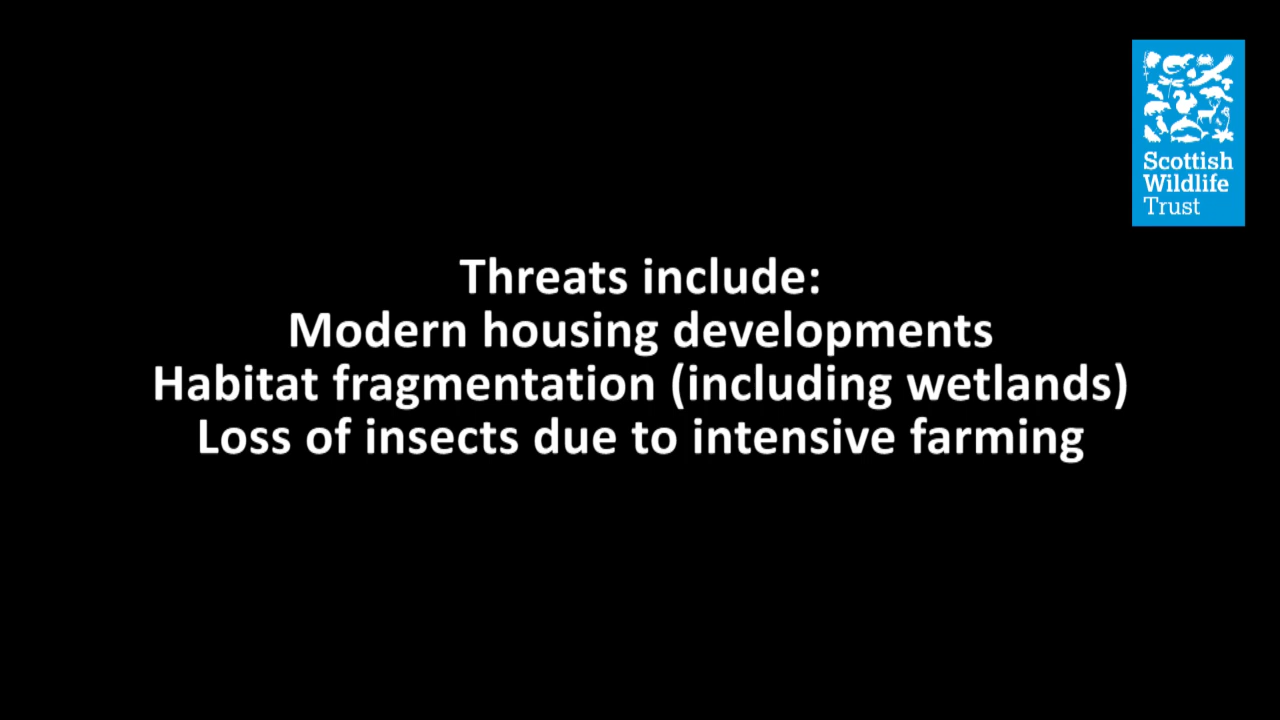 Scottish
Wildlife
Trust
Threats include:
Modern housing developments
Habitat fragmentation (including wetlands)
Loss of insects due to intensive farming